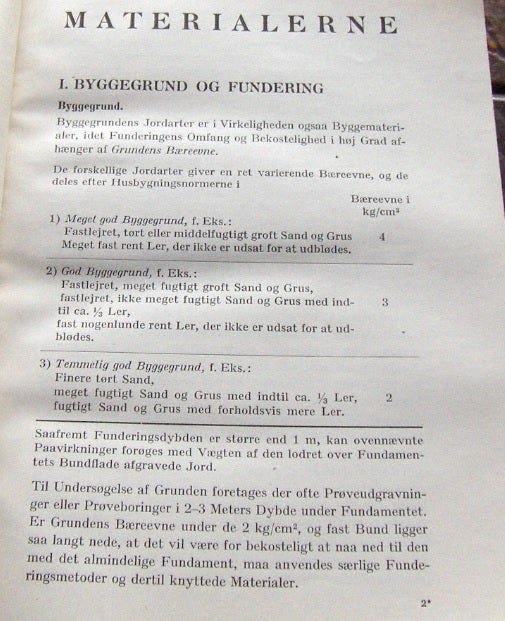 MATERIALERNE
I. BYGGEGRUND OG FUNDERING
Byggegrund.
Byggegrundens Jordarter er i Virkeligheden ogsaa Byggemateri-
aler, idet Funderingens Omfang og Bekostelighed i høj Grad af-
hænger af Grundens Bæreevne.
De forskellige Jordarter giver en ret varierende Bæreevne, og de
deles efter Husbygningsnormerne i
Bæreevne i
kg/cm²
1) Meget god Byggegrund, f. Eks.:
Fastlejret, tørt eller middelfugtigt groft Sand og Grus 4
Meget fast rent Ler, der ikke er udsat for at udblødes.
2) God Byggegrund, f. Eks.:
Fastlejret, meget fugtigt groft Sand og Grus,
fastlejret, ikke meget fugtigt Sand og Grus med ind- 3
til ca. ⅓ Ler,
fast nogenlunde rent Ler, der ikke er udsat for at ud-
blødes.
3) Temmelig god Byggegrund, f. Eks.:
Finere tørt Sand,
meget fugtigt Sand og Grus med indtil ca. ⅓ Ler, 2
fugtigt Sand og Grus med forholdsvis mere Ler.
Saafremt Funderingsdybden er større end 1 m, kan ovennævnte
Paavirkninger forøges med Vægten af den lodret over Fundamen-
tets Bundflade afgravede Jord.
Til Undersøgelse af Grunden foretages der ofte Prøveudgravnin-
ger eller Prøveboringer i 2–3 Meters Dybde under Fundamentet.
Er Grundens Bæreevne under de 2 kg/cm², og fast Bund ligger
saa langt nede, at det vil være for bekosteligt at naa ned til den
med det almindelige Fundament, maa anvendes særlige Funde-
ringsmetoder og dertil knyttede Materialer.
2*